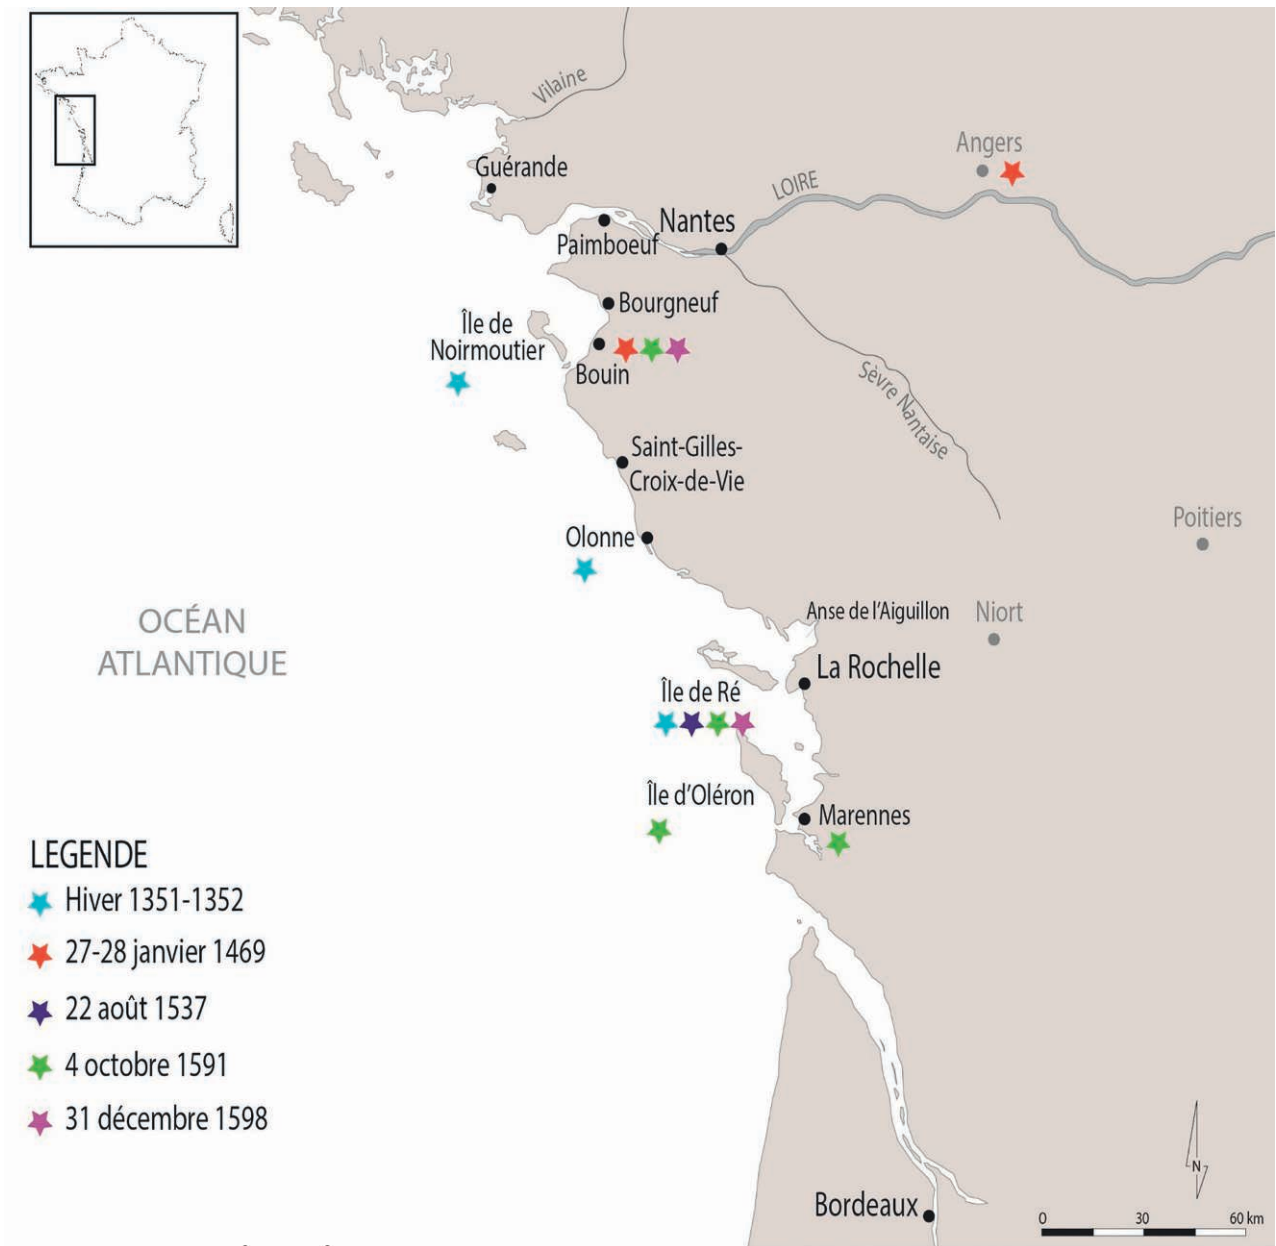 Vilaine
Angers
Guérande
LOIRE
Nantes
Paimboeuf
Bourgneuf
Île de
Noirmoutier
Bouin
Sèvre Nantaise
Saint-Gilles-
Croix-de-Vie
Poitiers
Olonne
OCÉAN
ATLANTIQUE
Anse de l'Aiguillon
Niort
La Rochelle
Île de Ré
Île d'Oléron
Marennes
LEGENDE
Hiver 1351-1352
27-28 janvier 1469
22 août 1537
4 octobre 1591
31 décembre 1598
N
Bordeaux
0 30 60 km